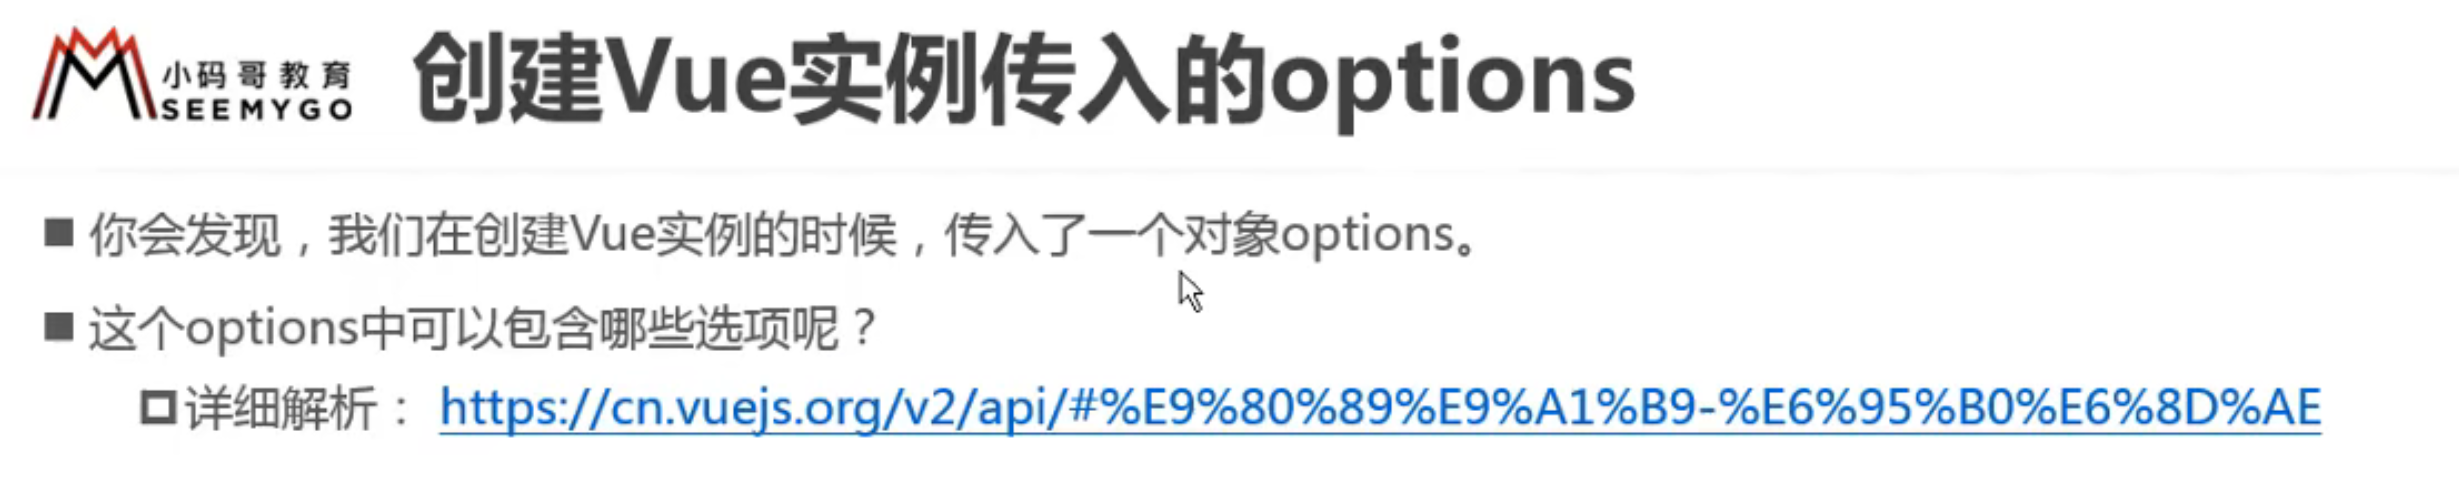 小码哥教育
SEEMYGO
创建Vue实例传入的options
你会发现，我们在创建Vue实例的时候，传入了一个对象options。
这个options中可以包含哪些选项呢？
详细解析： https://cn.vuejs.org/v2/api/#%E9%80%89%E9%A1%B9-%E6%95%B0%E6%8D%AE